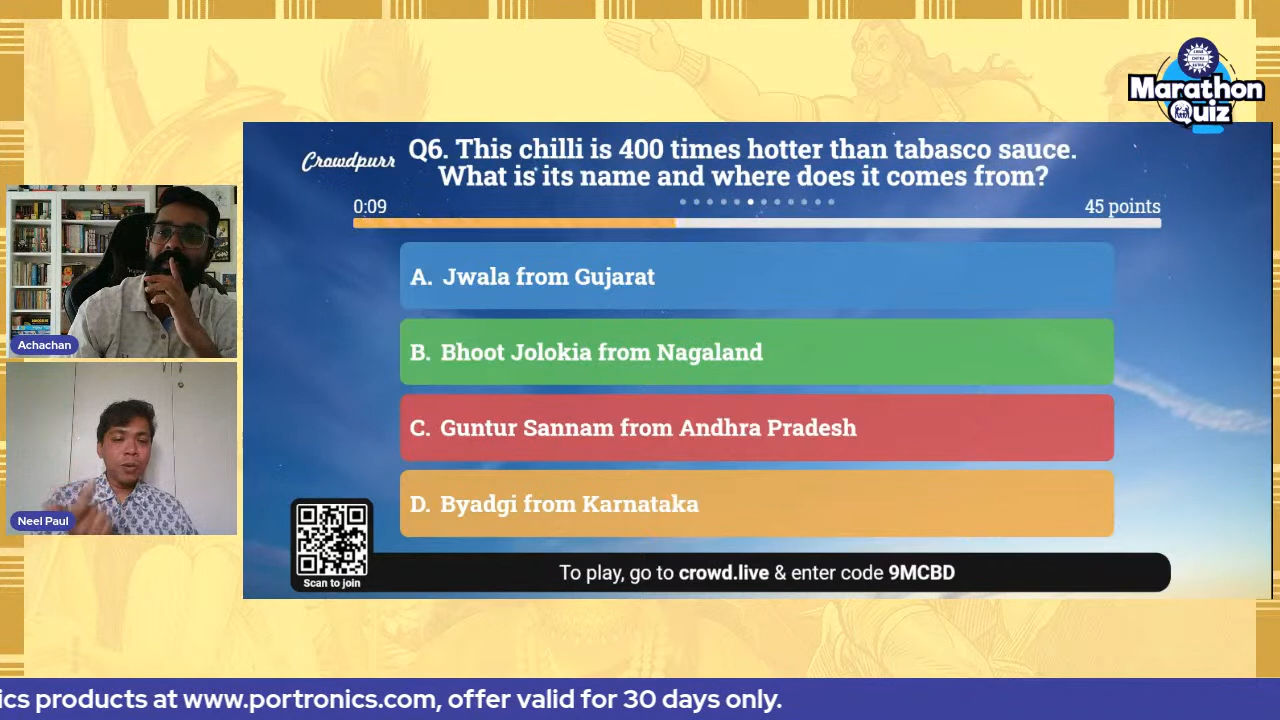 Marathon
Quiz
Crowdpurr
Q6. This chilli is 400 times hotter than tabasco sauce.
What is its name and where does it comes from?
0:09
45 points
A. Jwala from Gujarat
B. Bhoot Jolokia from Nagaland
C. Guntur Sannam from Andhra Pradesh
D. Byadgi from Karnataka
Achachan
Neel Paul
Scan to join
To play, go to crowd.live & enter code 9MCBD
ics products at www.portronics.com, offer valid for 30 days only.